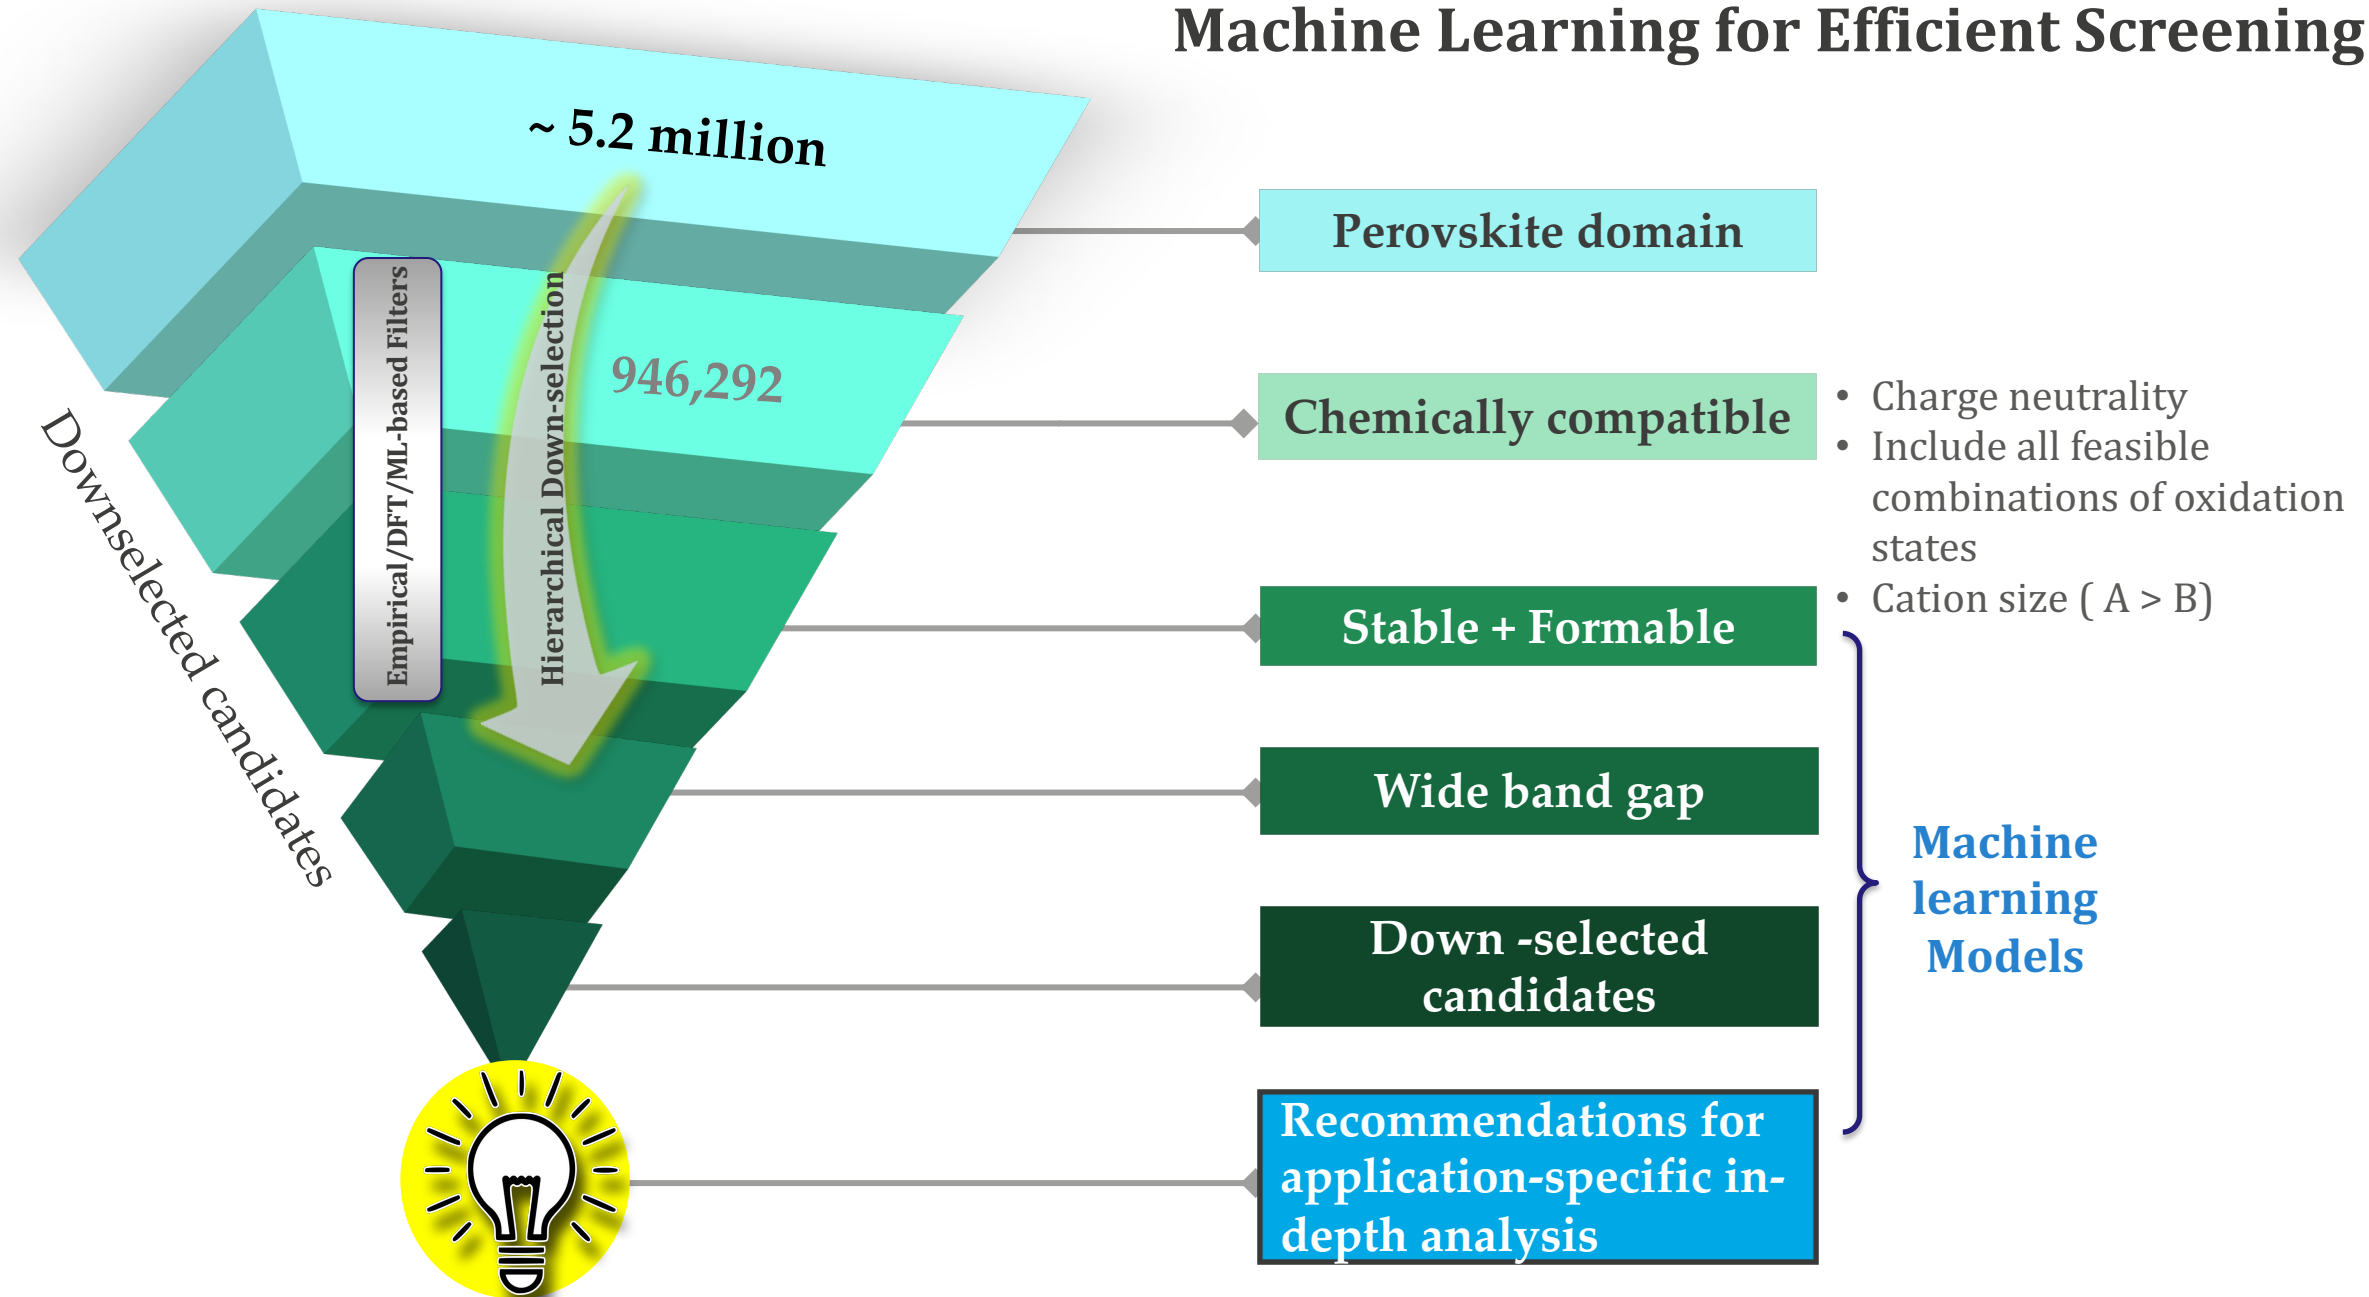 Machine Learning for Efficient Screening
~ 5.2 million
Perovskite domain
Empirical/DFT/ML-based Filters
Hierarchical Down-selection
946,292
Chemically compatible
• Charge neutrality
• Include all feasible
combinations of oxidation
states
• Cation size ( A > B)
Downselected candidates
Stable + Formable
Wide band gap
Down -selected
candidates
Machine
learning
Models
Recommendations for
application-specific in-
depth analysis